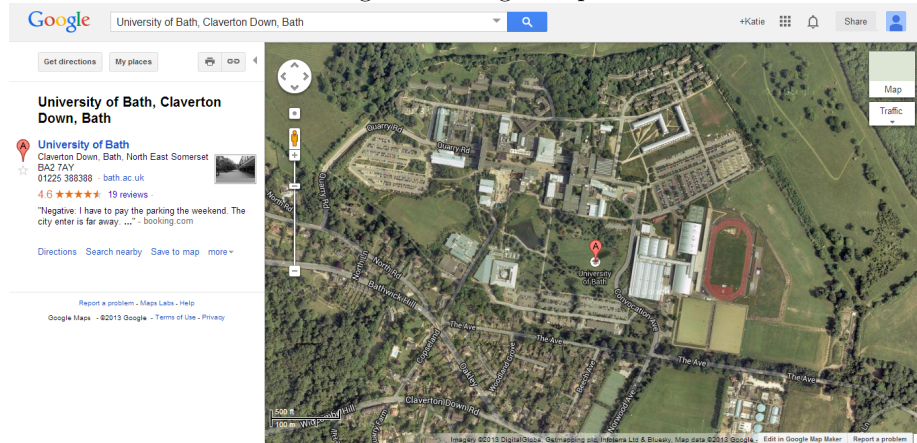 Google
University of Bath, Claverton Down, Bath
+Katie
Share
Get directions
My places
University of Bath, Claverton
Down, Bath
A
University of Bath
Claverton Down, Bath, North East Somerset
BA2 7AY
01225 388388 · bath.ac.uk
4.6 ★★★★★ 19 reviews
"Negative: I have to pay the parking the weekend. The
city enter is far away. ..." - booking.com
Directions
Search nearby
Save to map
more
Report a problem - Maps Labs - Help
Google Maps - ©2013 Google - Terms of Use - Privacy
Map
Traffic
Quarry Rd
Quarry Rd
Quarry Rd
North Rd
North Rd
Bathwick Hill
A
University
of Bath
Convocation Ave
The Ave
The Ave
The Ave
Copseland
Oakley
Woodland Grove
Beech Ave
Norwood Ave
Claverton Down Rd
Widcombe Hill
500 ft
100 m
Imagery ©2013 DigitalGlobe, Getmapping plc, Infoterra Ltd & Bluesky, Map data ©2013 Google -
Edit in Google Map Maker
Report a problem